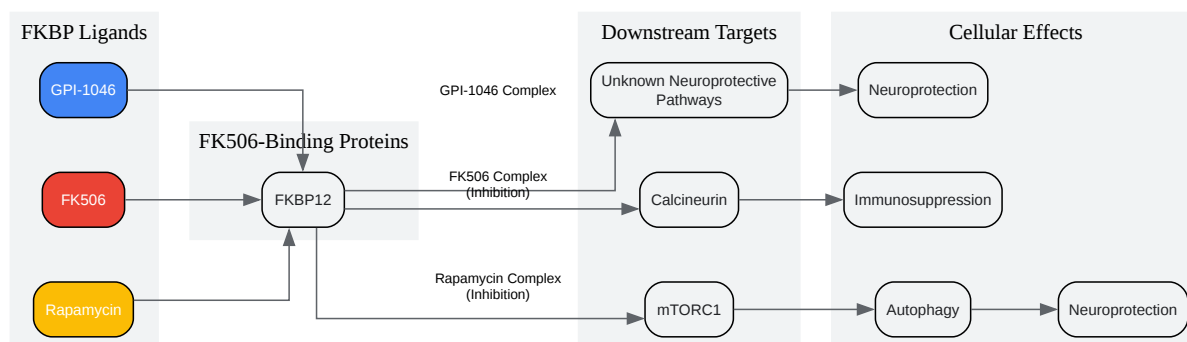 FKBP Ligands
GPI-1046
FK506
Rapamycin
FK506-Binding Proteins
FKBP12
GPI-1046 Complex
FK506 Complex
(Inhibition)
Rapamycin Complex
(Inhibition)
Downstream Targets
Unknown Neuroprotective
Pathways
Calcineurin
mTORC1
Cellular Effects
Neuroprotection
Immunosuppression
Autophagy
Neuroprotection